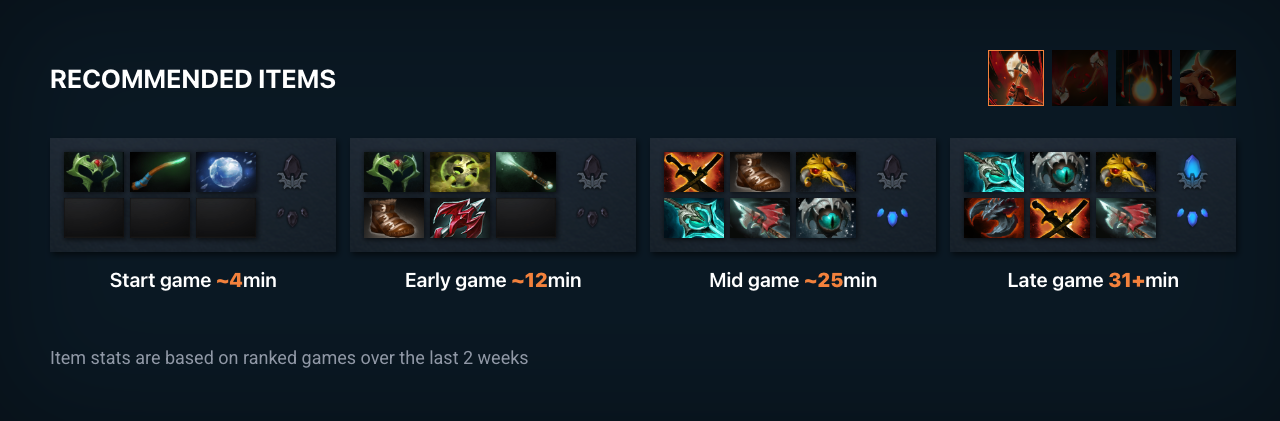 RECOMMENDED ITEMS
Start game ~4min
Early game ~12min
Mid game ~25min
Late game 31+min
Item stats are based on ranked games over the last 2 weeks